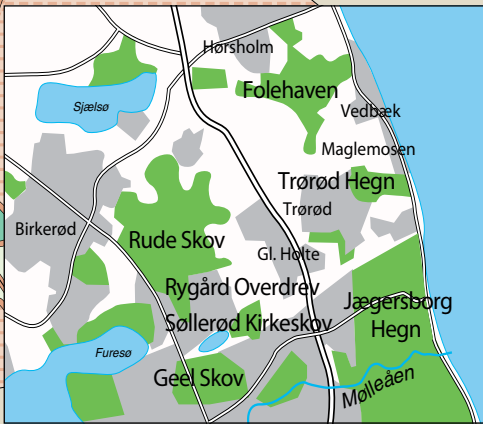 Hørsholm
Folehaven
Sjælsø
Vedbæk
Maglemosen
Trørød Hegn
Trørød
Birkerød
Rude Skov
Gl. Holte
Rygård Overdrev
Jægersborg
Hegn
Søllerød Kirkeskov
Furesø
Geel Skov
Mølleåen